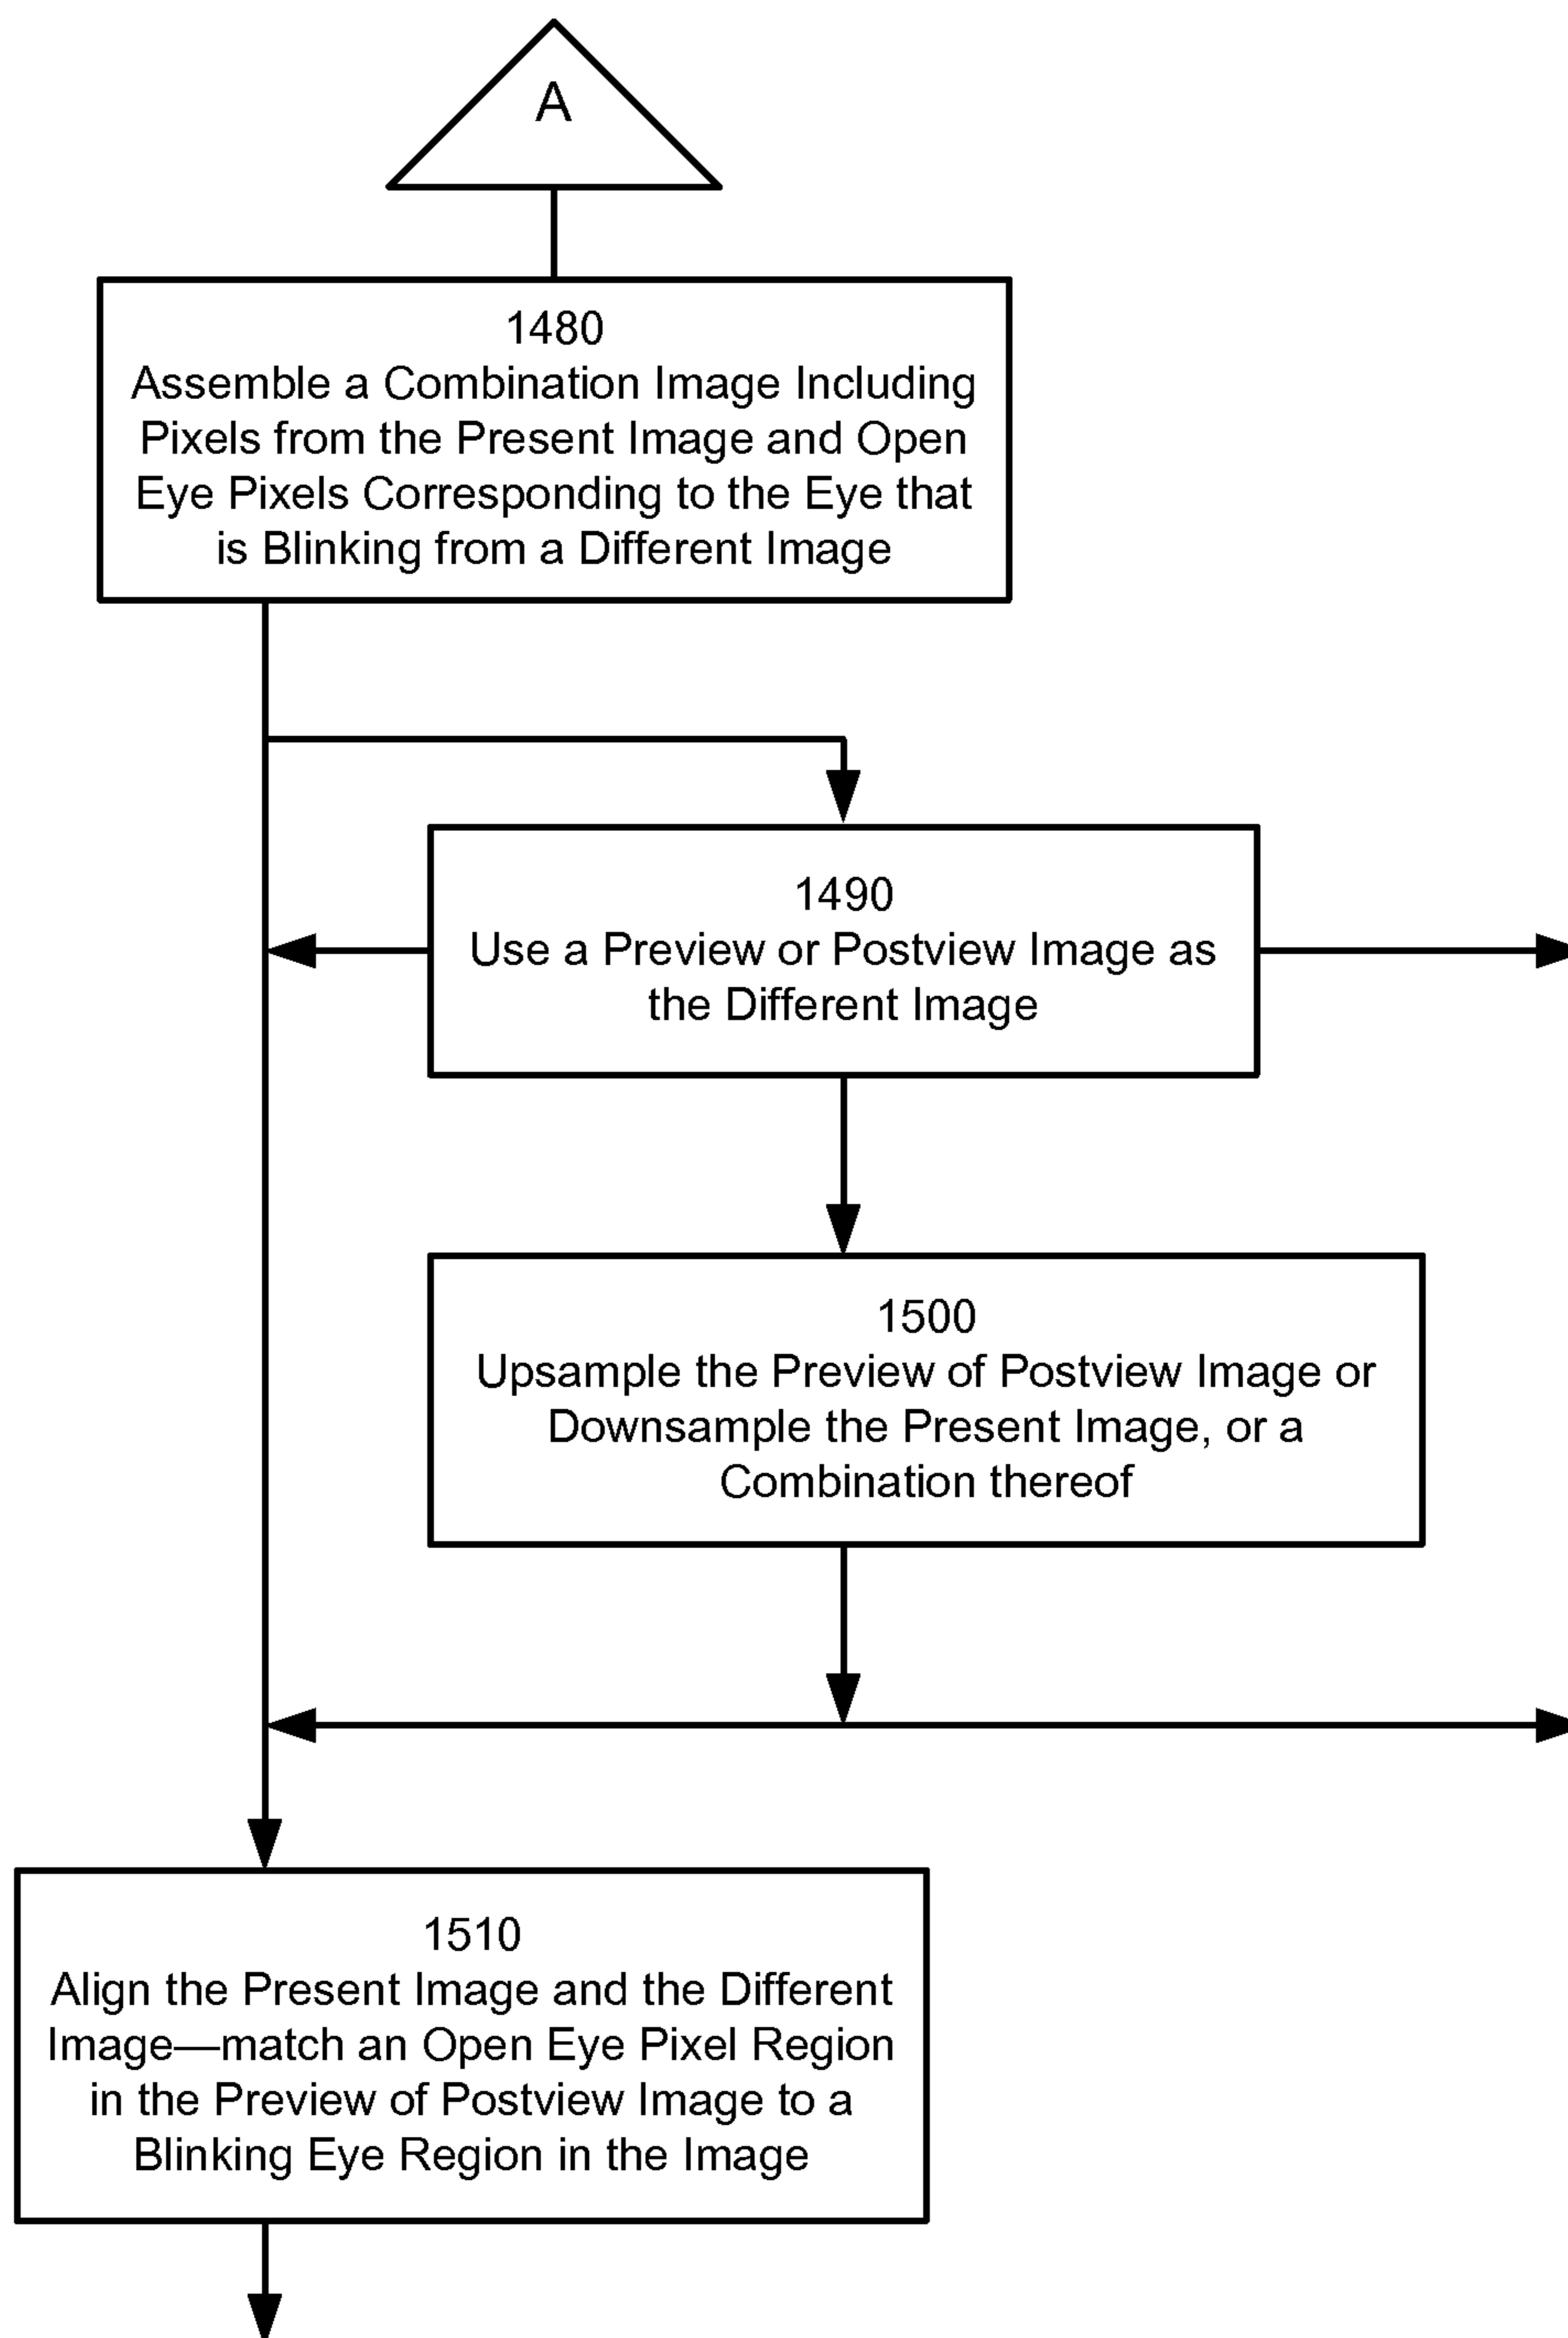 A
1480
Assemble a Combination Image Including
Pixels from the Present Image and Open
Eye Pixels Corresponding to the Eye that
is Blinking from a Different Image
1490
Use a Preview or Postview Image as
the Different Image
1500
Upsample the Preview of Postview Image or
Downsample the Present Image, or a
Combination thereof
1510
Align the Present Image and the Different
Image—match an Open Eye Pixel Region
in the Preview of Postview Image to a
Blinking Eye Region in the Image